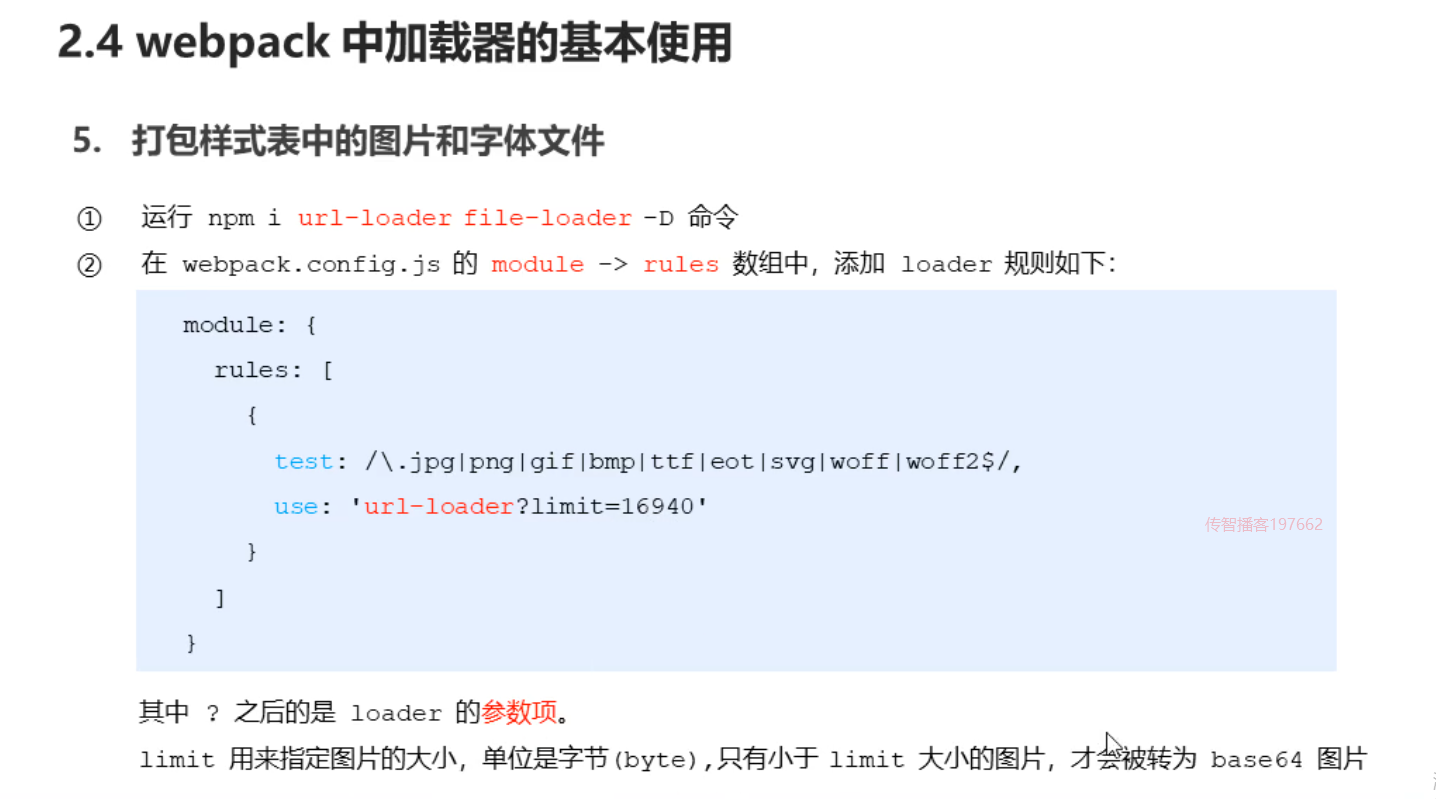 2.4 webpack 中加载器的基本使用
5. 打包样式表中的图片和字体文件
① 运行 npm i url-loader file-loader -D 命令
② 在 webpack.config.js 的 module -> rules 数组中，添加 loader 规则如下：
module: {
rules: [
{
test: /\.jpg|png|gif|bmp|ttf|eot|svg|woff|woff2$/,
use: 'url-loader?limit=16940'
传智播客197662
}
]
}
其中 ? 之后的是 loader 的参数项。
limit 用来指定图片的大小，单位是字节(byte),只有小于 limit 大小的图片，才会被转为 base64 图片